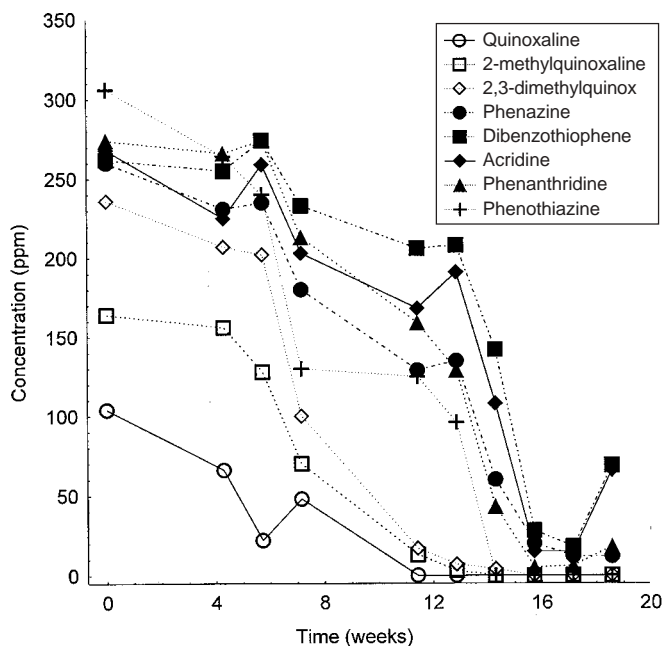 350
300
250
200
150
100
50
0
Concentration (ppm)
Quinoxaline
2-methylquinoxaline
2,3-dimethylquinox
Phenazine
Dibenzothiophene
Acridine
Phenanthridine
Phenothiazine
0 4 8 12 16 20
Time (weeks)